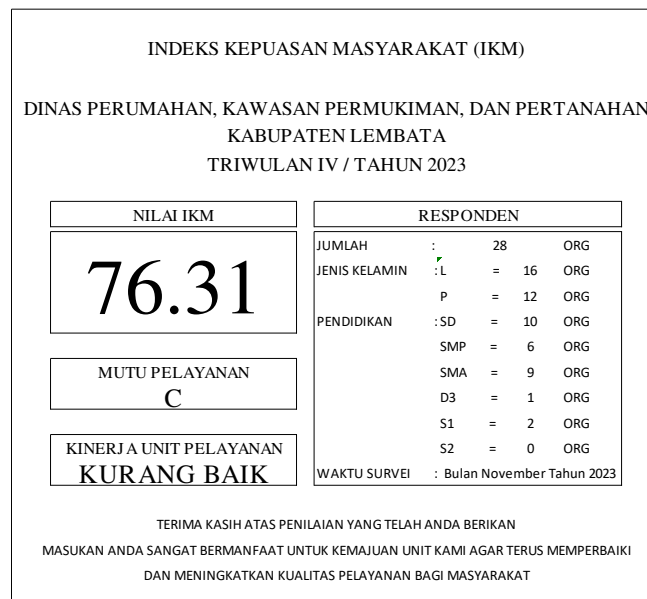 INDEKS KEPUASAN MASYARAKAT (IKM)
DINAS PERUMAHAN, KAWASAN PERMUKIMAN, DAN PERTANAHAN
KABUPATEN LEMBATA
TRIWULAN IV / TAHUN 2023
NILAI IKM
76.31
MUTU PELAYANAN
C
KINERJA UNIT PELAYANAN
KURANG BAIK
RESPONDEN
JUMLAH : 28 ORG
JENIS KELAMIN : L = 16 ORG
P = 12 ORG
PENDIDIKAN : SD = 10 ORG
SMP = 6 ORG
SMA = 9 ORG
D3 = 1 ORG
S1 = 2 ORG
S2 = 0 ORG
WAKTU SURVEI : Bulan November Tahun 2023
TERIMA KASIH ATAS PENILAIAN YANG TELAH ANDA BERIKAN
MASUKAN ANDA SANGAT BERMANFAAT UNTUK KEMAJUAN UNIT KAMI AGAR TERUS MEMPERBAIKI
DAN MENINGKATKAN KUALITAS PELAYANAN BAGI MASYARAKAT